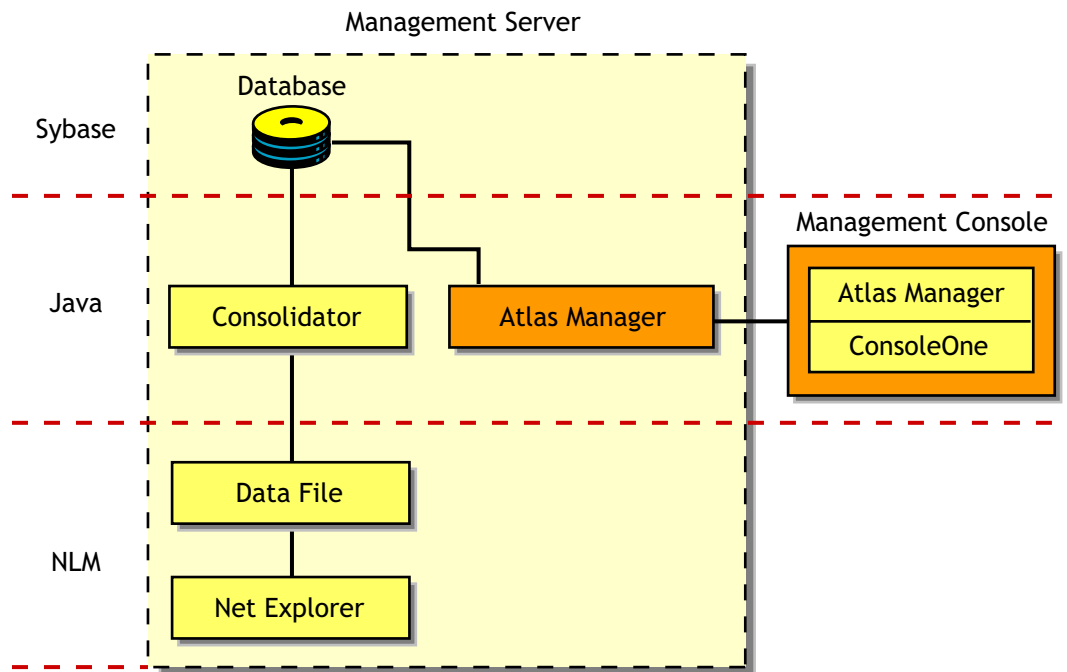 Management Server
Database
Sybase
Management Console
Java
Consolidator
Atlas Manager
Atlas Manager
ConsoleOne
Data File
NLM
Net Explorer